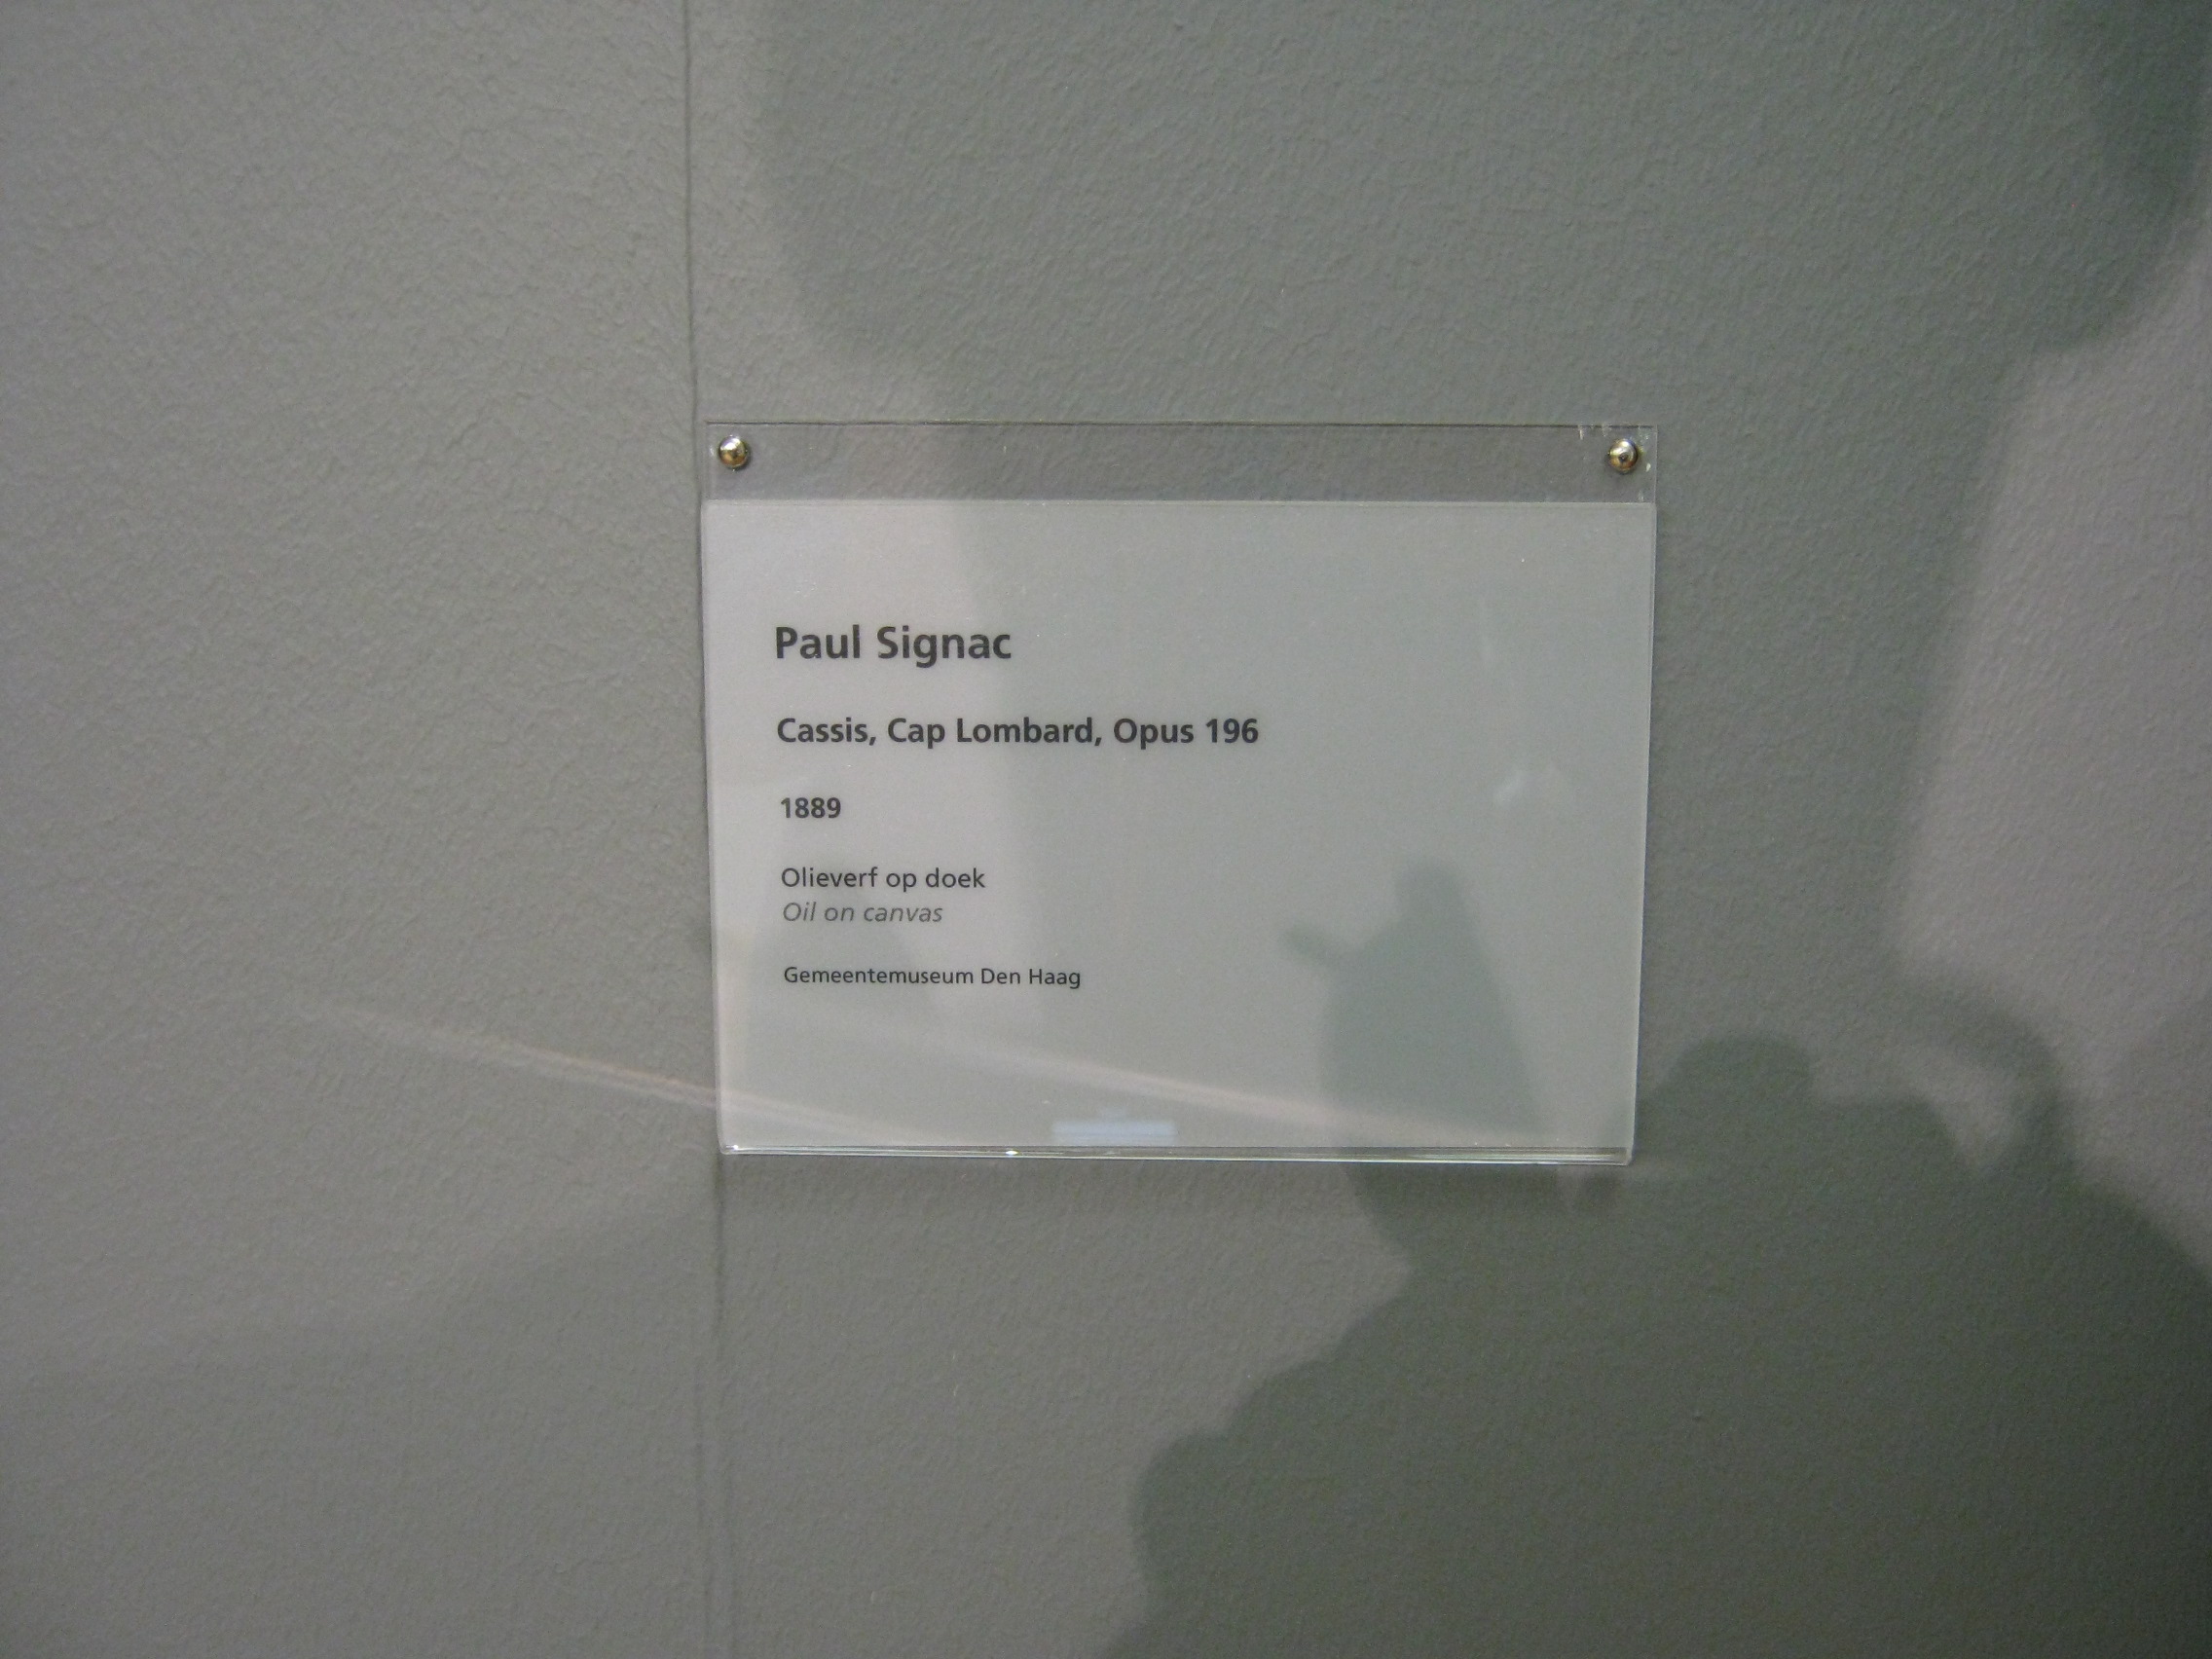 Paul Signac
Cassis, Cap Lombard, Opus 196
1889
Olieverf op doek
Oil on canvas
Gemeentemuseum Den Haag